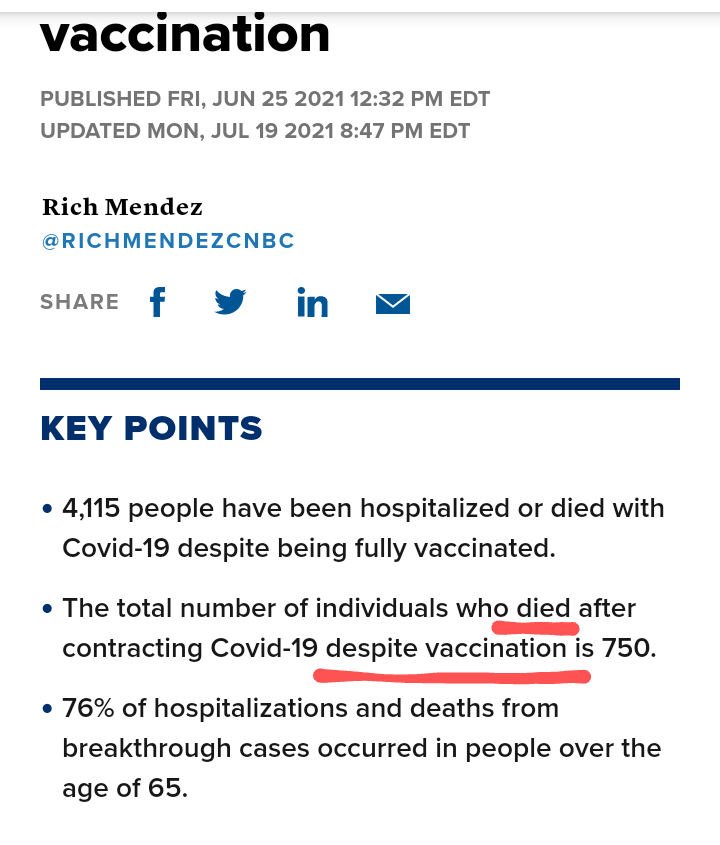 vaccination
PUBLISHED FRI, JUN 25 2021 12:32 PM EDT
UPDATED MON, JUL 19 2021 8:47 PM EDT
Rich Mendez
@RICHMENDEZCNBC
SHARE
KEY POINTS
• 4,115 people have been hospitalized or died with
Covid-19 despite being fully vaccinated.
• The total number of individuals who died after
contracting Covid-19 despite vaccination is 750.
• 76% of hospitalizations and deaths from
breakthrough cases occurred in people over the
age of 65.